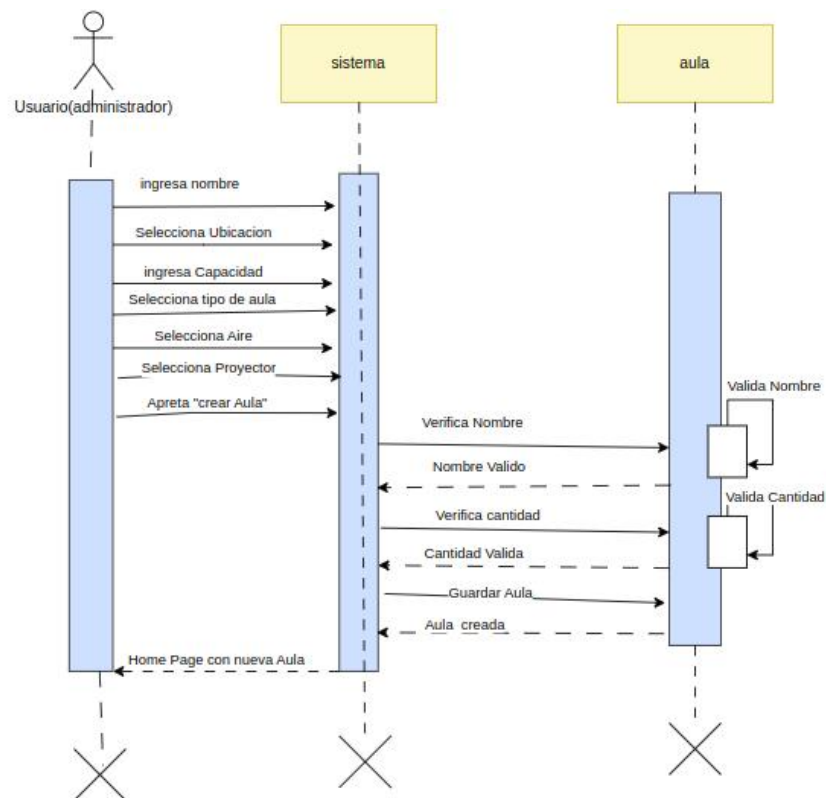 sistema
aula
Usuario(administrador)
ingresa nombre
Selecciona Ubicacion
ingresa Capacidad
Selecciona tipo de aula
Selecciona Aire
Selecciona Proyector
Apreta "crear Aula"
Valida Nombre
Verifica Nombre
Nombre Valido
Valida Cantidad
Verifica cantidad
Cantidad Valida
Guardar Aula
Aula creada
Home Page con nueva Aula